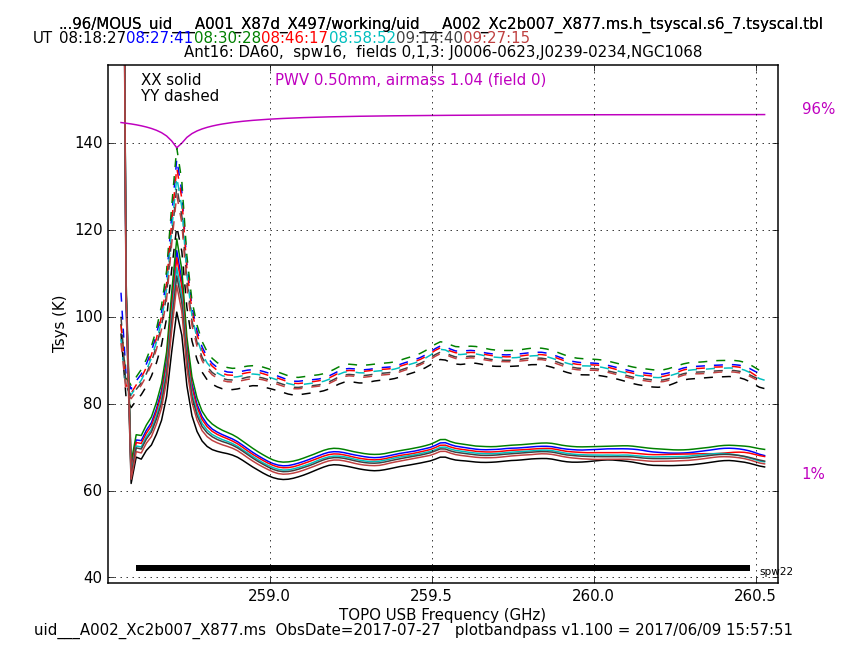 ...96/MOUS_uid___A001_X87d_X497/working/uid___A002_Xc2b007_X877.ms.h_tsyscal.s6_7.tsyscal.tbl
UT 08:18:27 08:27:41 08:30:28 08:46:17 08:58:52 09:14:40 09:27:15
Ant16: DA60, spw16, fields 0,1,3: J0006-0623,J0239-0234,NGC1068
XX solid
YY dashed
PWV 0.50mm, airmass 1.04 (field 0)
96%
140
120
100
80
60
40
Tsys (K)
1%
spw22
259.0 259.5 260.0 260.5
TOPO USB Frequency (GHz)
uid___A002_Xc2b007_X877.ms ObsDate=2017-07-27 plotbandpass v1.100 = 2017/06/09 15:57:51